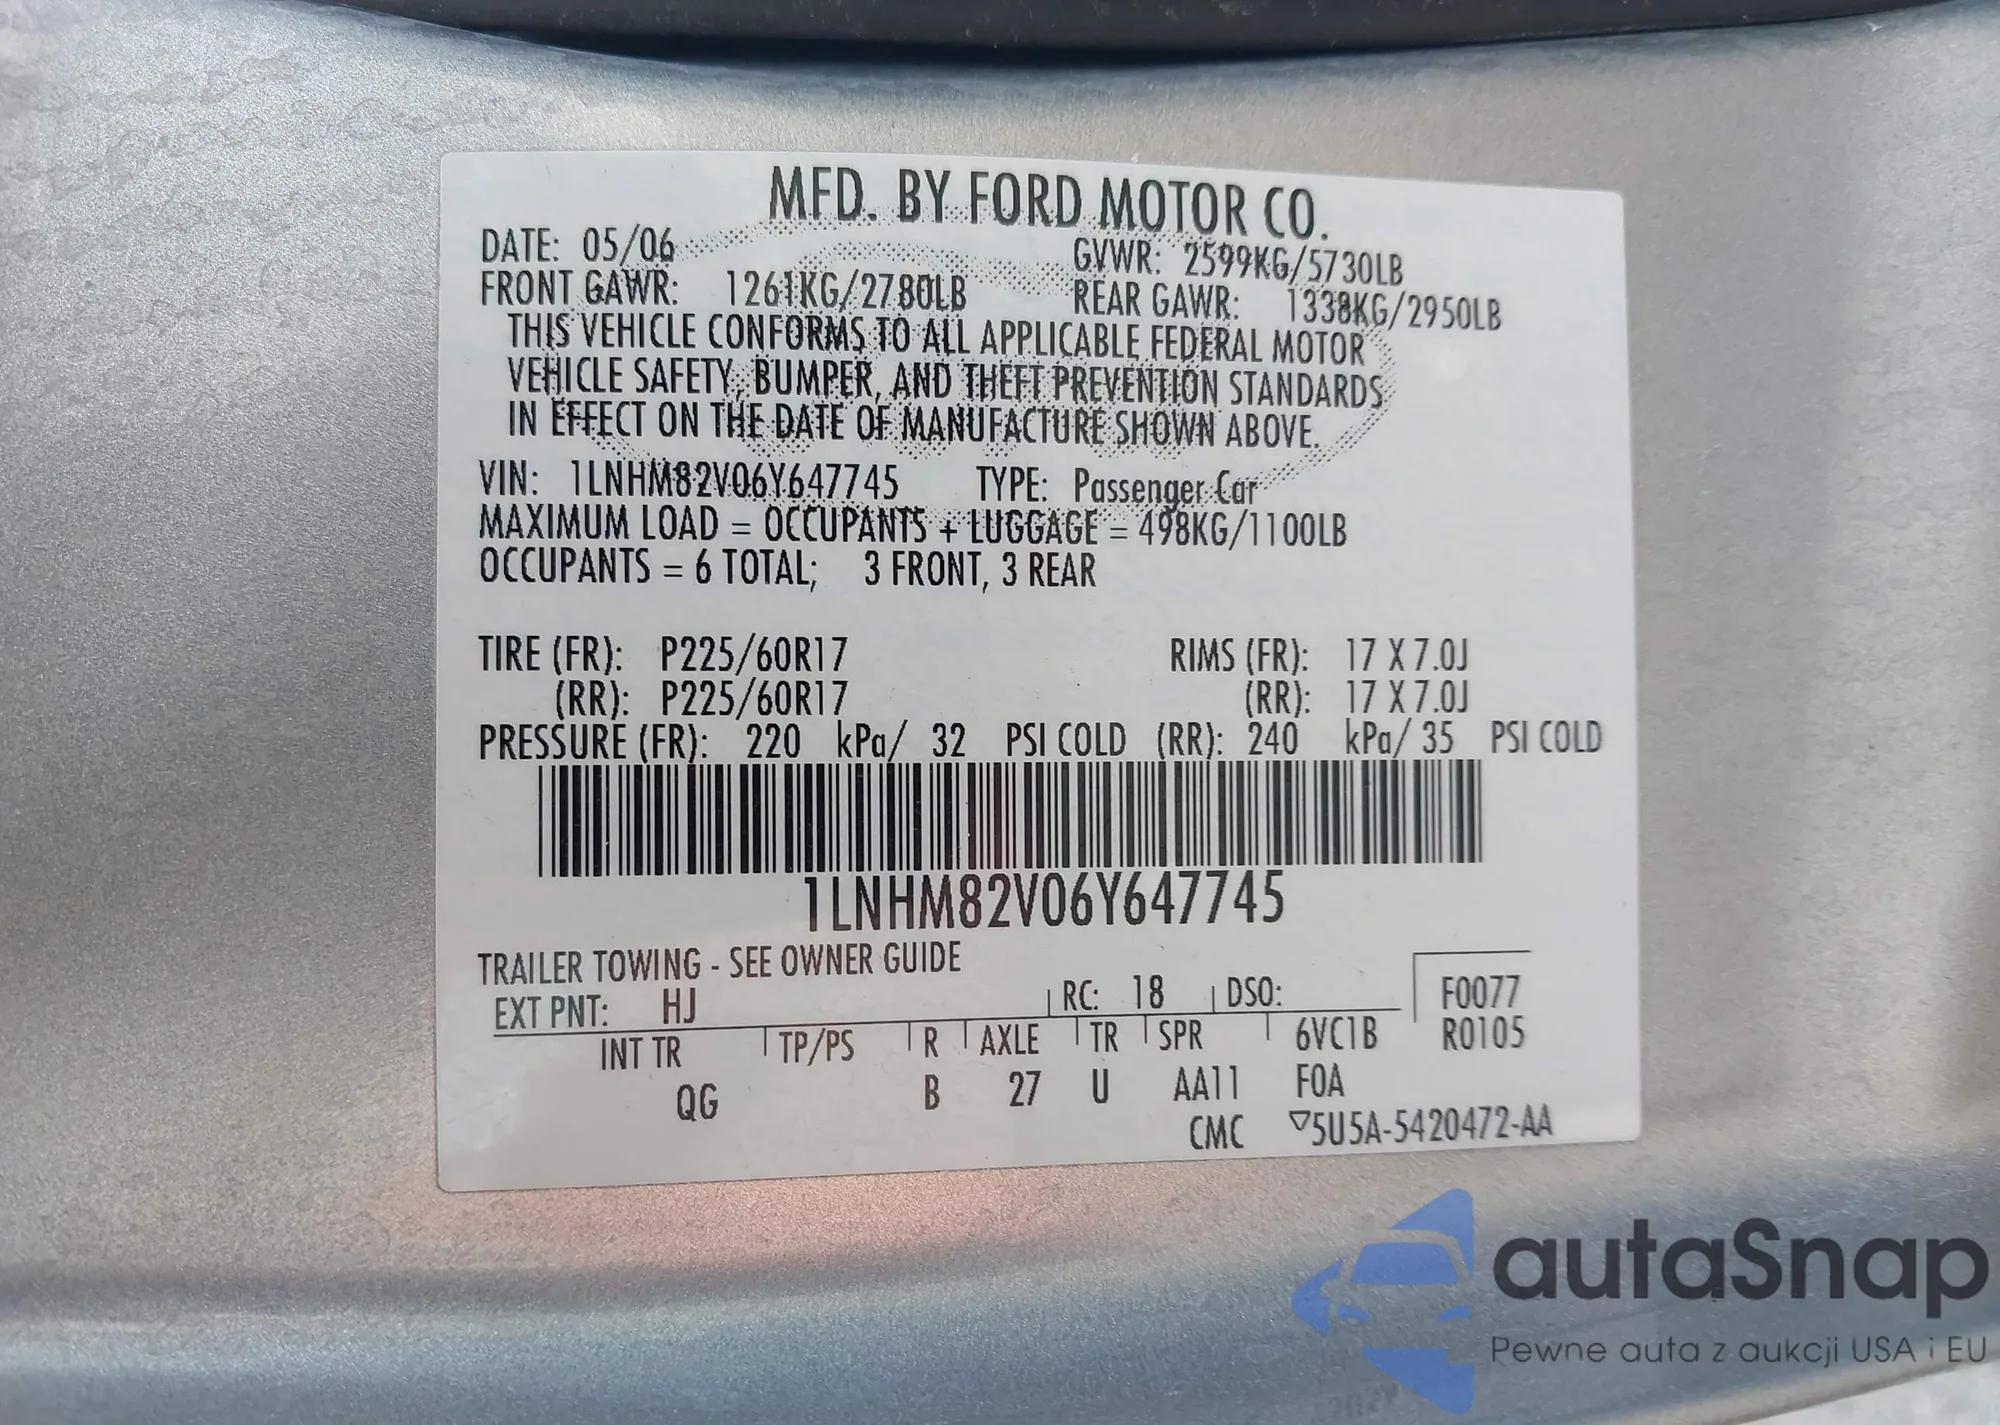 MFD. BY FORD MOTOR CO.
DATE: 05/06 GVWR: 2599KG/5730LB
FRONT GAWR: 1261KG/2780LB REAR GAWR: 1338KG/2950LB
THIS VEHICLE CONFORMS TO ALL APPLICABLE FEDERAL MOTOR
VEHICLE SAFETY, BUMPER, AND THEFT PREVENTION STANDARDS
IN EFFECT ON THE DATE OF MANUFACTURE SHOWN ABOVE.
VIN: 1LNHM82V06Y647745 TYPE: Passenger Car
MAXIMUM LOAD = OCCUPANTS + LUGGAGE = 498KG/1100LB
OCCUPANTS = 6 TOTAL; 3 FRONT, 3 REAR
TIRE (FR): P225/60R17 RIMS (FR): 17 X 7.0J
(RR): P225/60R17 (RR): 17 X 7.0J
PRESSURE (FR): 220 kPa/ 32 PSI COLD (RR): 240 kPa/ 35 PSI COLD
1LNHM82V06Y647745
TRAILER TOWING - SEE OWNER GUIDE
EXT PNT: HJ RC: 18 DSO: F0077
INT TR TP/PS R AXLE TR SPR 6VC1B R0105
QG B 27 U AA11 FOA
CMC ▽5U5A-5420472-AA
autaSnap
Pewne auta z aukcji USA i EU